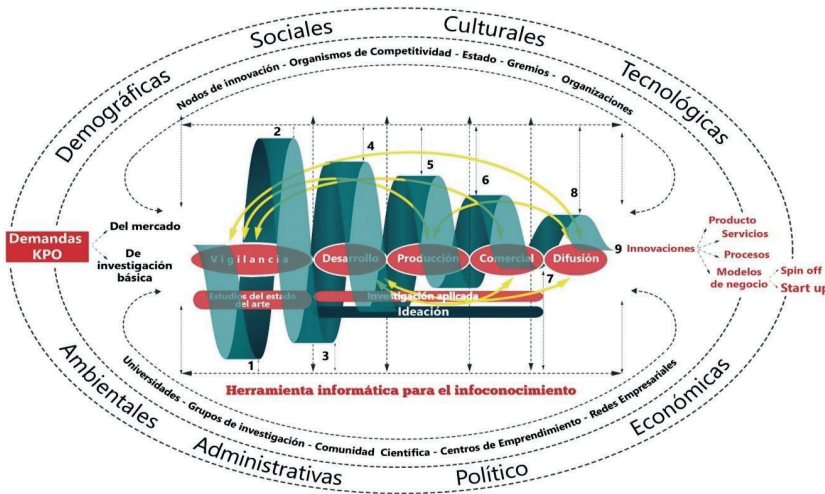 Sociales
Culturales
Demográficas
Tecnológicas
Nodos de innovación - Organismos de Competitividad - Estado - Gremios - Organizaciones
2
4
5
6
8
Demandas
KPO
Del mercado
De
investigación
básica
Vigilancia
Desarrollo
Producción
Comercial
Difusión
9
Innovaciones
Producto
Servicios
Procesos
Modelos
de negocio
Spin off
Start up
7
Estudios del estado
del arte
Investigación aplicada
Ideación
1
3
Herramienta informática para el infoconocimiento
Universidades - Grupos de investigación - Comunidad Científica - Centros de Emprendimiento - Redes Empresariales
Ambientales
Económicas
Administrativas
Político